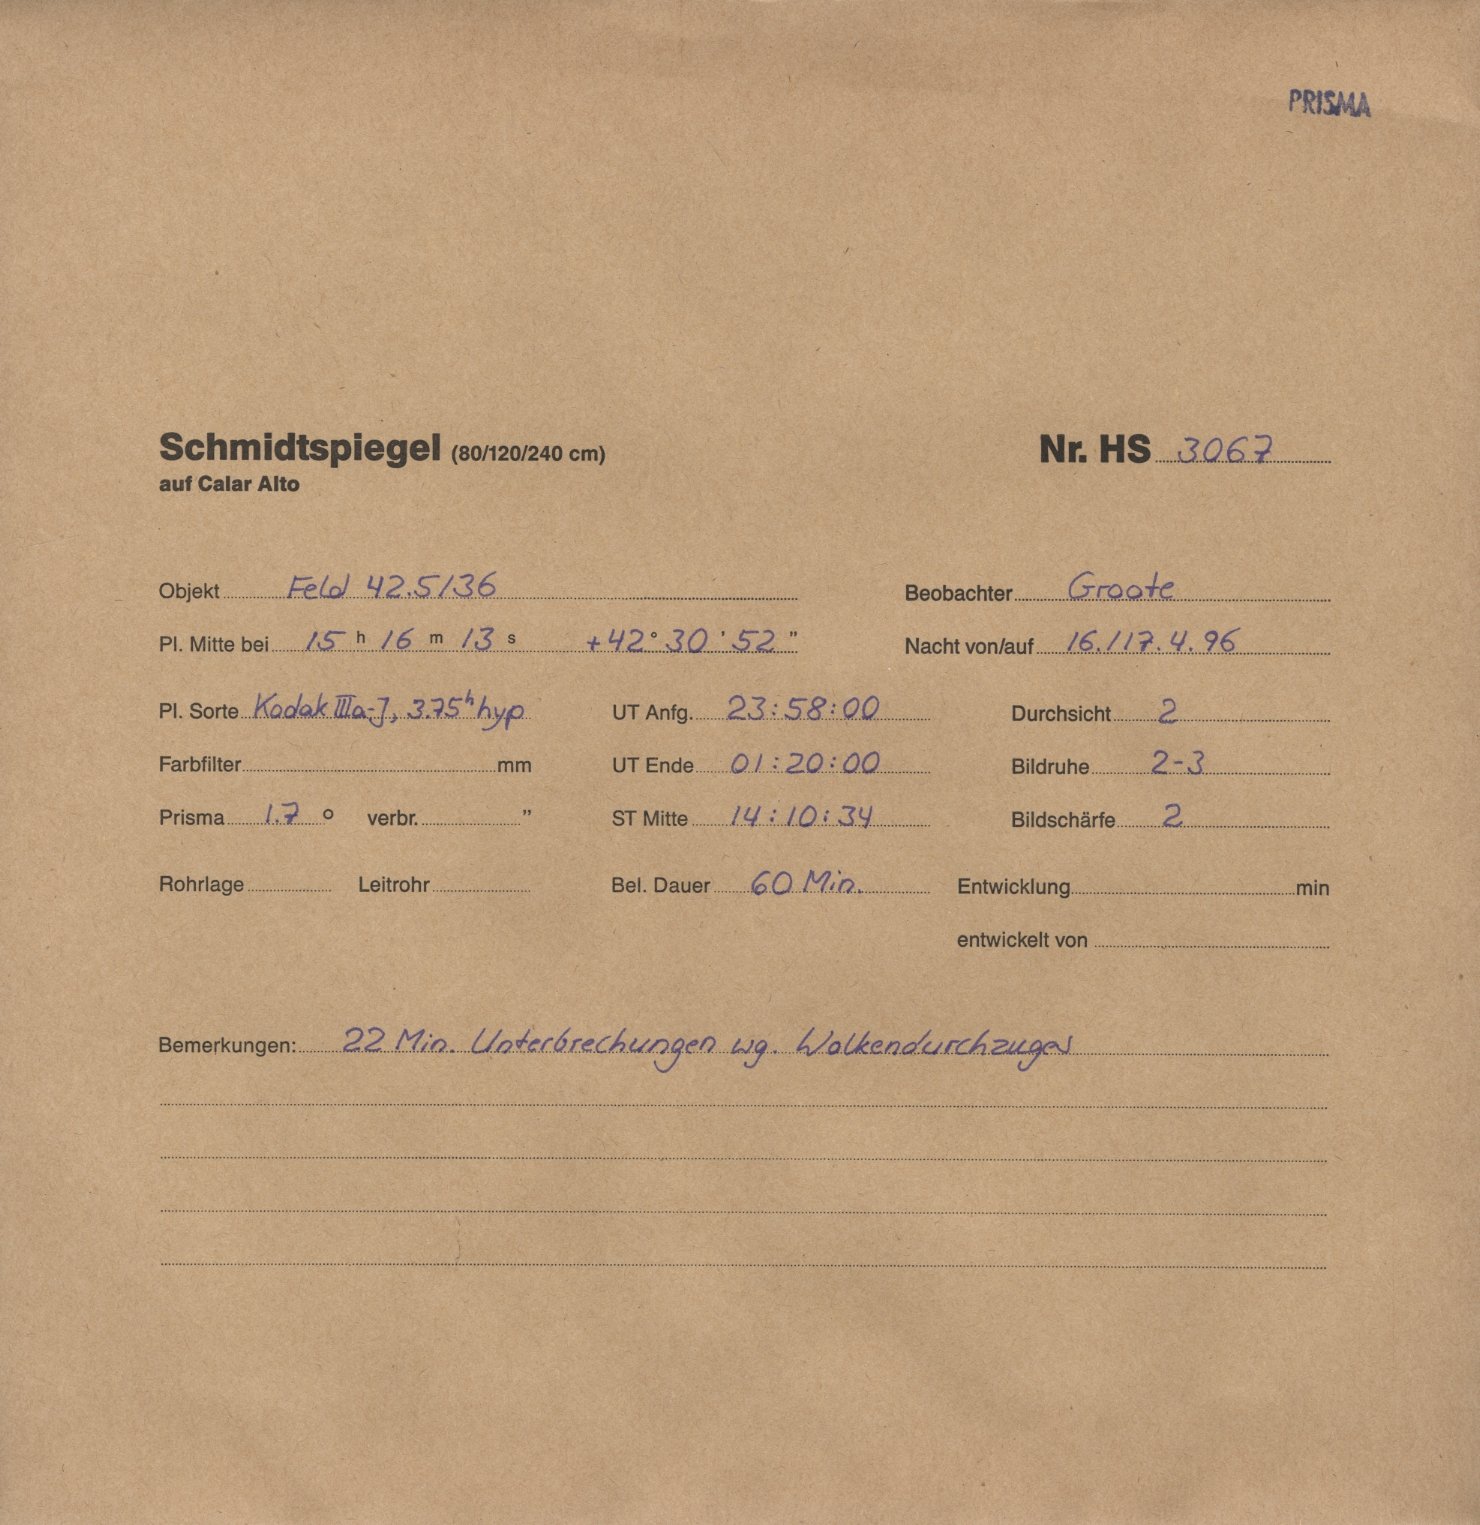 PRISMA
Schmidtspiegel (80/120/240 cm) Nr. HS 3067
auf Calar Alto
Objekt Feld 42.5/36 Beobachter Groote
Pl. Mitte bei 15 h 16 m 13 s +42° 30 ' 52 " Nacht von/auf 16./17.4.96
Pl. Sorte Kodak IIIa-J, 3.75h hyp UT Anfg. 23:58:00 Durchsicht 2
Farbfilter mm UT Ende 01:20:00 Bildruhe 2-3
Prisma 1.7 ° verbr. " ST Mitte 14:10:34 Bildschärfe 2
Rohrlage Leitrohr Bel. Dauer 60 Min. Entwicklung min
entwickelt von
Bemerkungen: 22 Min. Unterbrechungen wg. Wolkendurchzuges